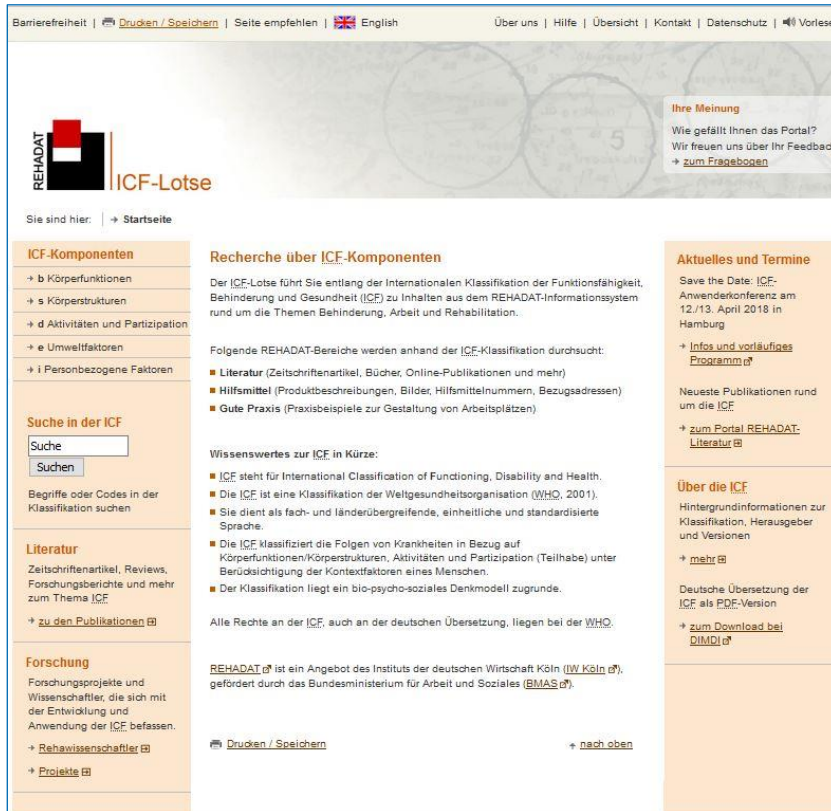 Barrierefreiheit | Drucken / Speichern | Seite empfehlen | English
Über uns | Hilfe | Übersicht | Kontakt | Datenschutz | Vorlese
Ihre Meinung
Wie gefällt Ihnen das Portal?
Wir freuen uns über Ihr Feedbac
→ zum Fragebogen
5
REHADAT
ICF-Lotse
Sie sind hier: → Startseite
ICF-Komponenten
→ b Körperfunktionen
→ s Körperstrukturen
→ d Aktivitäten und Partizipation
→ e Umweltfaktoren
→ i Personbezogene Faktoren
Suche in der ICF
Suche
Suchen
Begriffe oder Codes in der
Klassifikation suchen
Literatur
Zeitschriftenartikel, Reviews,
Forschungsberichte und mehr
zum Thema ICF
→ zu den Publikationen
Forschung
Forschungsprojekte und
Wissenschaftler, die sich mit
der Entwicklung und
Anwendung der ICF befassen.
→ Rehawissenschaftler
→ Projekte
Recherche über ICF-Komponenten
Der ICF-Lotse führt Sie entlang der Internationalen Klassifikation der Funktionsfähigkeit,
Behinderung und Gesundheit (ICF) zu Inhalten aus dem REHADAT-Informationssystem
rund um die Themen Behinderung, Arbeit und Rehabilitation.
Folgende REHADAT-Bereiche werden anhand der ICF-Klassifikation durchsucht:
■ Literatur (Zeitschriftenartikel, Bücher, Online-Publikationen und mehr)
■ Hilfsmittel (Produktbeschreibungen, Bilder, Hilfsmittelnummern, Bezugsadressen)
■ Gute Praxis (Praxisbeispiele zur Gestaltung von Arbeitsplätzen)
Wissenswertes zur ICF in Kürze:
■ ICF steht für International Classification of Functioning, Disability and Health.
■ Die ICF ist eine Klassifikation der Weltgesundheitsorganisation (WHO, 2001).
■ Sie dient als fach- und länderübergreifende, einheitliche und standardisierte
Sprache.
■ Die ICF klassifiziert die Folgen von Krankheiten in Bezug auf
Körperfunktionen/Körperstrukturen, Aktivitäten und Partizipation (Teilhabe) unter
Berücksichtigung der Kontextfaktoren eines Menschen.
■ Der Klassifikation liegt ein bio-psycho-soziales Denkmodell zugrunde.
Alle Rechte an der ICF, auch an der deutschen Übersetzung, liegen bei der WHO.
REHADAT ist ein Angebot des Instituts der deutschen Wirtschaft Köln (IW Köln),
gefördert durch das Bundesministerium für Arbeit und Soziales (BMAS).
Drucken / Speichern
nach oben
Aktuelles und Termine
Save the Date: ICF-
Anwenderkonferenz am
12./13. April 2018 in
Hamburg
→ Infos und vorläufiges
Programm
Neueste Publikationen rund
um die ICF
→ zum Portal REHADAT-
Literatur
Über die ICF
Hintergrundinformationen zur
Klassifikation, Herausgeber
und Versionen
→ mehr
Deutsche Übersetzung der
ICF als PDF-Version
→ zum Download bei
DIMDI